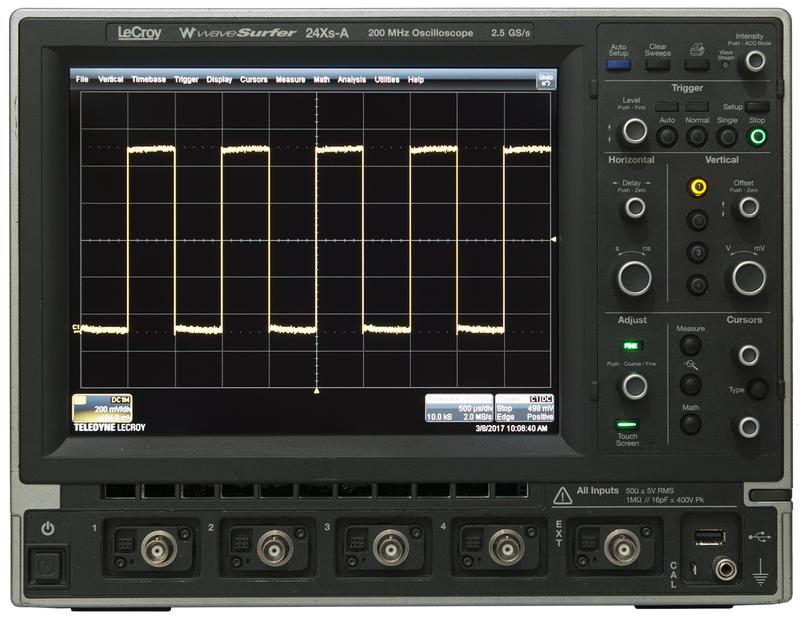 LeCroy waveSurfer 24Xs-A 200 MHz Oscilloscope 2.5 GS/s
File Vertical Timebase Trigger Display Cursors Measure Math Analysis Utilities Help Undo
C1
DC1M
200 mV/div
500 µs/div
10.0 kS 2.0 MS/s
C1 DC
Stop 498 mV
Edge Positive
TELEDYNE LECROY
3/8/2017 10:06:40 AM
Auto Setup
Clear Sweeps
Wave Stream
Intensity
Push - ADD Mode
Trigger
Level
Push - Find
Setup
Auto Normal Single Stop
Horizontal
Vertical
Delay
Push - Zero
Offset
Push - Zero
s ns
V mV
1
3
Adjust
FINE
Push - Coarse / Fine
Touch Screen
Measure
Math
Cursors
Type
All Inputs 50Ω ≤ 5V RMS
1MΩ // 16pF ≤ 400V Pk
1 2 3 4 EXT
CAL